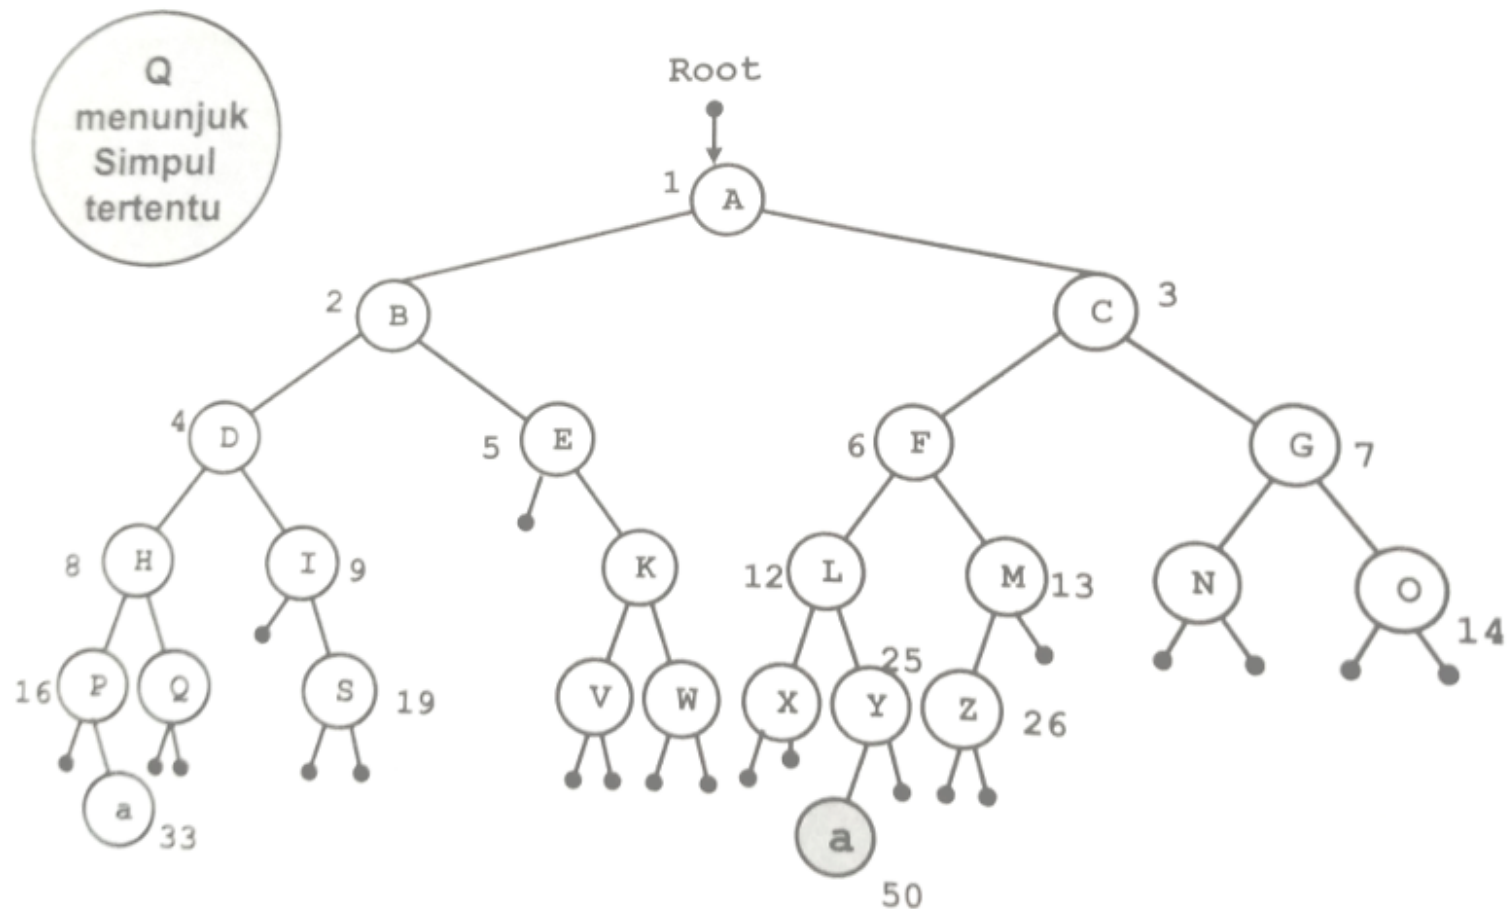 Q
menunjuk
Simpul
tertentu
Root
1 A
2 B
C 3
4 D
5 E
6 F
G 7
8 H
I 9
K
12 L
M 13
N
O 14
16 P
Q
S 19
V
W
X
Y 25
Z 26
a 33
a 50